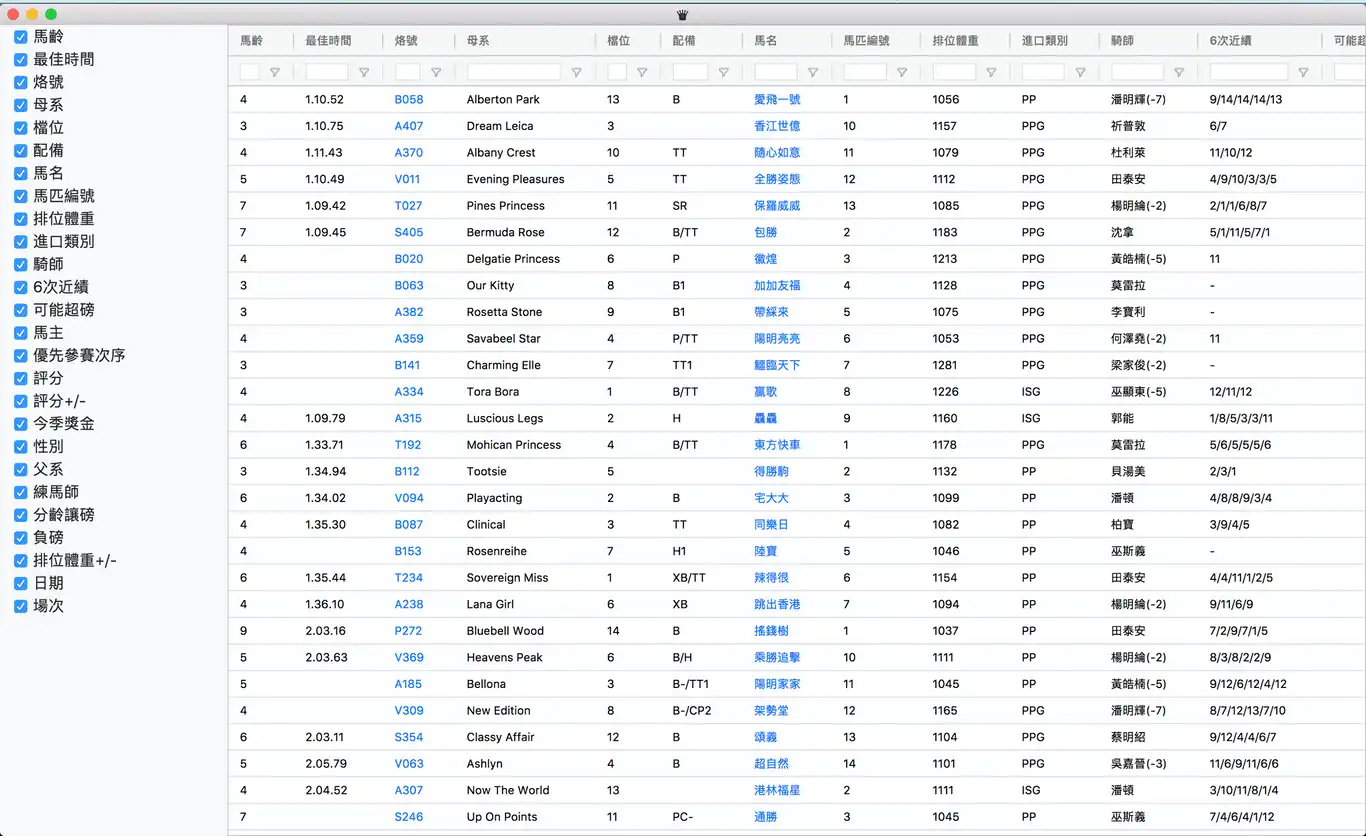 馬齡
最佳時間
烙號
母系
檔位
配備
馬名
馬匹編號
排位體重
進口類別
騎師
6次近績
可能超磅
馬主
優先參賽次序
評分
評分+/-
今季獎金
性別
父系
練馬師
分齡讓磅
負磅
排位體重+/-
日期
場次
馬齡 最佳時間 烙號 母系 檔位 配備 馬名 馬匹編號 排位體重 進口類別 騎師 6次近績 可能超
4 1.10.52 B058 Alberton Park 13 B 愛飛一號 1 1056 PP 潘明輝(-7) 9/14/14/14/13
3 1.10.75 A407 Dream Leica 3 香江世億 10 1157 PPG 祈普敦 6/7
4 1.11.43 A370 Albany Crest 10 TT 隨心如意 11 1079 PPG 杜利萊 11/10/12
5 1.10.49 V011 Evening Pleasures 5 TT 全勝姿態 12 1112 PPG 田泰安 4/9/10/3/3/5
7 1.09.42 T027 Pines Princess 11 SR 保羅威威 13 1085 PPG 楊明綸(-2) 2/1/1/6/8/7
7 1.09.45 S405 Bermuda Rose 12 B/TT 包勝 2 1183 PPG 沈拿 5/1/11/5/7/1
4 B020 Delgatie Princess 6 P 徽煌 3 1213 PPG 黃皓楠(-5) 11
3 B063 Our Kitty 8 B1 加加友福 4 1128 PPG 莫雷拉 -
3 A382 Rosetta Stone 9 B1 帶綵來 5 1075 PPG 李寶利 -
4 A359 Savabeel Star 4 P/TT 陽明亮亮 6 1053 PPG 何澤堯(-2) 11
3 B141 Charming Elle 7 TT1 鱷臨天下 7 1281 PPG 梁家俊(-2) -
4 A334 Tora Bora 1 B/TT 贏歌 8 1226 ISG 巫顯東(-5) 12/11/12
4 1.09.79 A315 Luscious Legs 2 H 驫驫 9 1160 ISG 郭能 1/8/5/3/3/11
6 1.33.71 T192 Mohican Princess 4 B/TT 東方快車 1 1178 PPG 莫雷拉 5/6/5/5/5/6
3 1.34.94 B112 Tootsie 5 得勝駒 2 1132 PP 貝湯美 2/3/1
6 1.34.02 V094 Playacting 2 B 宅大大 3 1099 PP 潘頓 4/8/8/9/3/4
4 1.35.30 B087 Clinical 3 TT 同樂日 4 1082 PP 柏寶 3/9/4/5
4 B153 Rosenreihe 7 H1 陸寶 5 1046 PP 巫斯義 -
6 1.35.44 T234 Sovereign Miss 1 XB/TT 辣得很 6 1154 PP 田泰安 4/4/11/1/2/5
4 1.36.10 A238 Lana Girl 6 XB 跳出香港 7 1094 PP 楊明綸(-2) 9/11/6/9
9 2.03.16 P272 Bluebell Wood 14 B 搖錢樹 1 1037 PP 田泰安 7/2/9/7/1/5
5 2.03.63 V369 Heavens Peak 6 B/H 乘勝追擊 10 1111 PP 楊明綸(-2) 8/3/8/2/2/9
5 A185 Bellona 3 B-/TT1 陽明家家 11 1045 PP 黃皓楠(-5) 9/12/6/12/4/12
4 V309 New Edition 8 B-/CP2 架勢堂 12 1165 PPG 潘明輝(-7) 8/7/12/13/7/10
6 2.03.11 S354 Classy Affair 12 B 頌義 13 1104 PPG 蔡明紹 9/12/4/4/6/7
5 2.05.79 V063 Ashlyn 4 B 超自然 14 1101 PPG 吳嘉晉(-3) 11/6/9/11/6/6
4 2.04.52 A307 Now The World 13 港林福星 2 1111 ISG 潘頓 3/10/11/8/1/4
7 S246 Up On Points 11 PC- 通勝 3 1045 PP 巫斯義 7/4/6/4/1/12